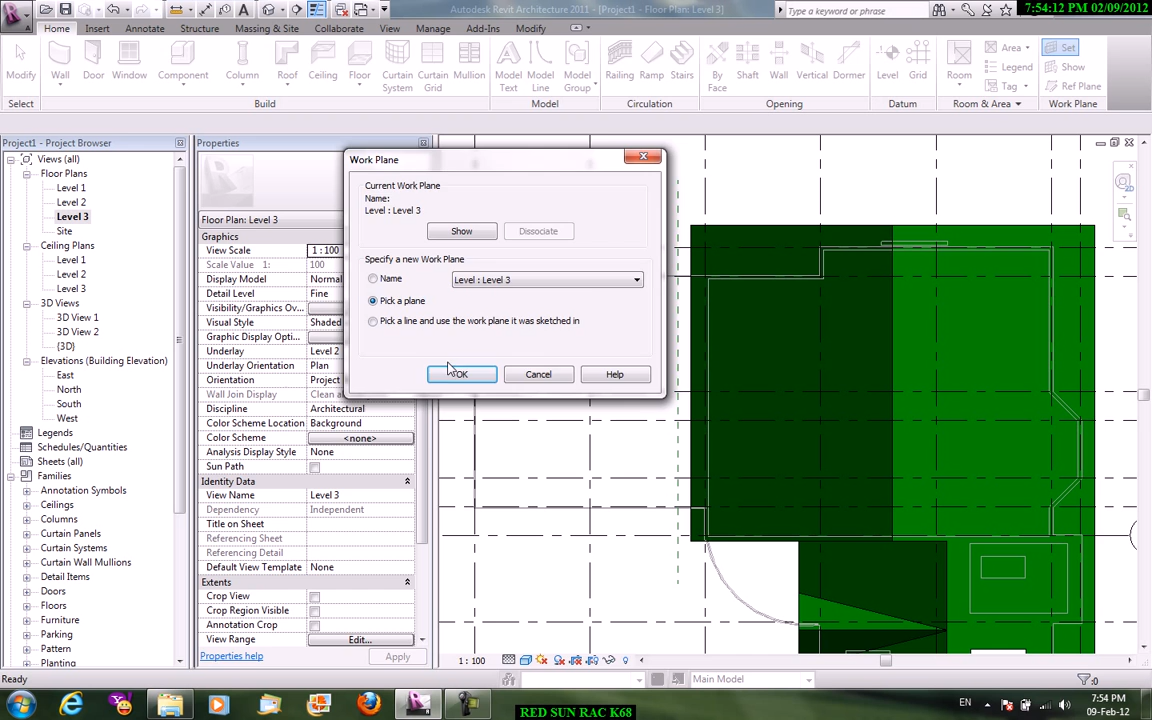 Autodesk Revit Architecture 2011 - [Project1 - Floor Plan: Level 3]
Type a keyword or phrase
7:54:12 PM 02/09/2012
Home Insert Annotate Structure Massing & Site Collaborate View Manage Add-Ins Modify
Modify Wall Door Window Component Column Roof Ceiling Floor Curtain System Curtain Grid Mullion Model Text Model Line Model Group Railing Ramp Stairs By Face Shaft Wall Vertical Dormer Level Grid Room Area Legend Tag Set Show Ref Plane
Select Build Model Circulation Opening Datum Room & Area Work Plane
Project1 - Project Browser
Views (all)
Floor Plans
Level 1
Level 2
Level 3
Site
Ceiling Plans
Level 1
Level 2
Level 3
3D Views
3D View 1
3D View 2
{3D}
Elevations (Building Elevation)
East
North
South
West
Legends
Schedules/Quantities
Sheets (all)
Families
Annotation Symbols
Ceilings
Columns
Curtain Panels
Curtain Systems
Curtain Wall Mullions
Detail Items
Doors
Floors
Furniture
Parking
Pattern
Planting
Properties
Floor Plan: Level 3
Graphics
View Scale 1 : 100
Scale Value 1: 100
Display Model Normal
Detail Level Fine
Visibility/Graphics Ov...
Visual Style Shaded
Graphic Display Opti...
Underlay Level 2
Underlay Orientation Plan
Orientation Project
Wall Join Display Clean a
Discipline Architectural
Color Scheme Location Background
Color Scheme <none>
Analysis Display Style None
Sun Path
Identity Data
View Name Level 3
Dependency Independent
Title on Sheet
Referencing Sheet
Referencing Detail
Default View Template None
Extents
Crop View
Crop Region Visible
Annotation Crop
View Range Edit...
Properties help Apply
Work Plane
Current Work Plane
Name:
Level : Level 3
Show Dissociate
Specify a new Work Plane
Name Level : Level 3
Pick a plane
Pick a line and use the work plane it was sketched in
OK Cancel Help
2D
1 : 100
Ready
Main Model
:0
EN
7:54 PM
09-Feb-12
RED SUN RAC K68